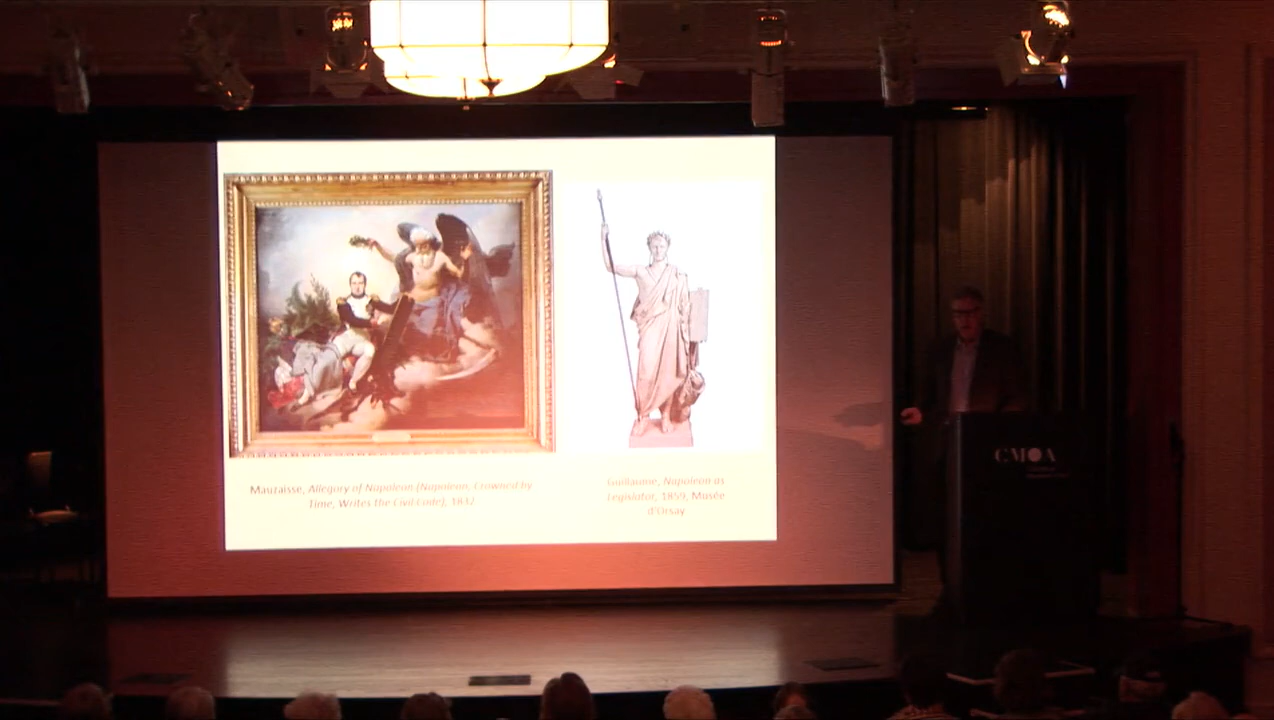 Mauzaisse, Allegory of Napoleon (Napoleon, Crowned by
Time, Writes the Civil Code), 1832
Guillaume, Napoleon as
Legislator, 1859, Musée
d'Orsay
CMOA